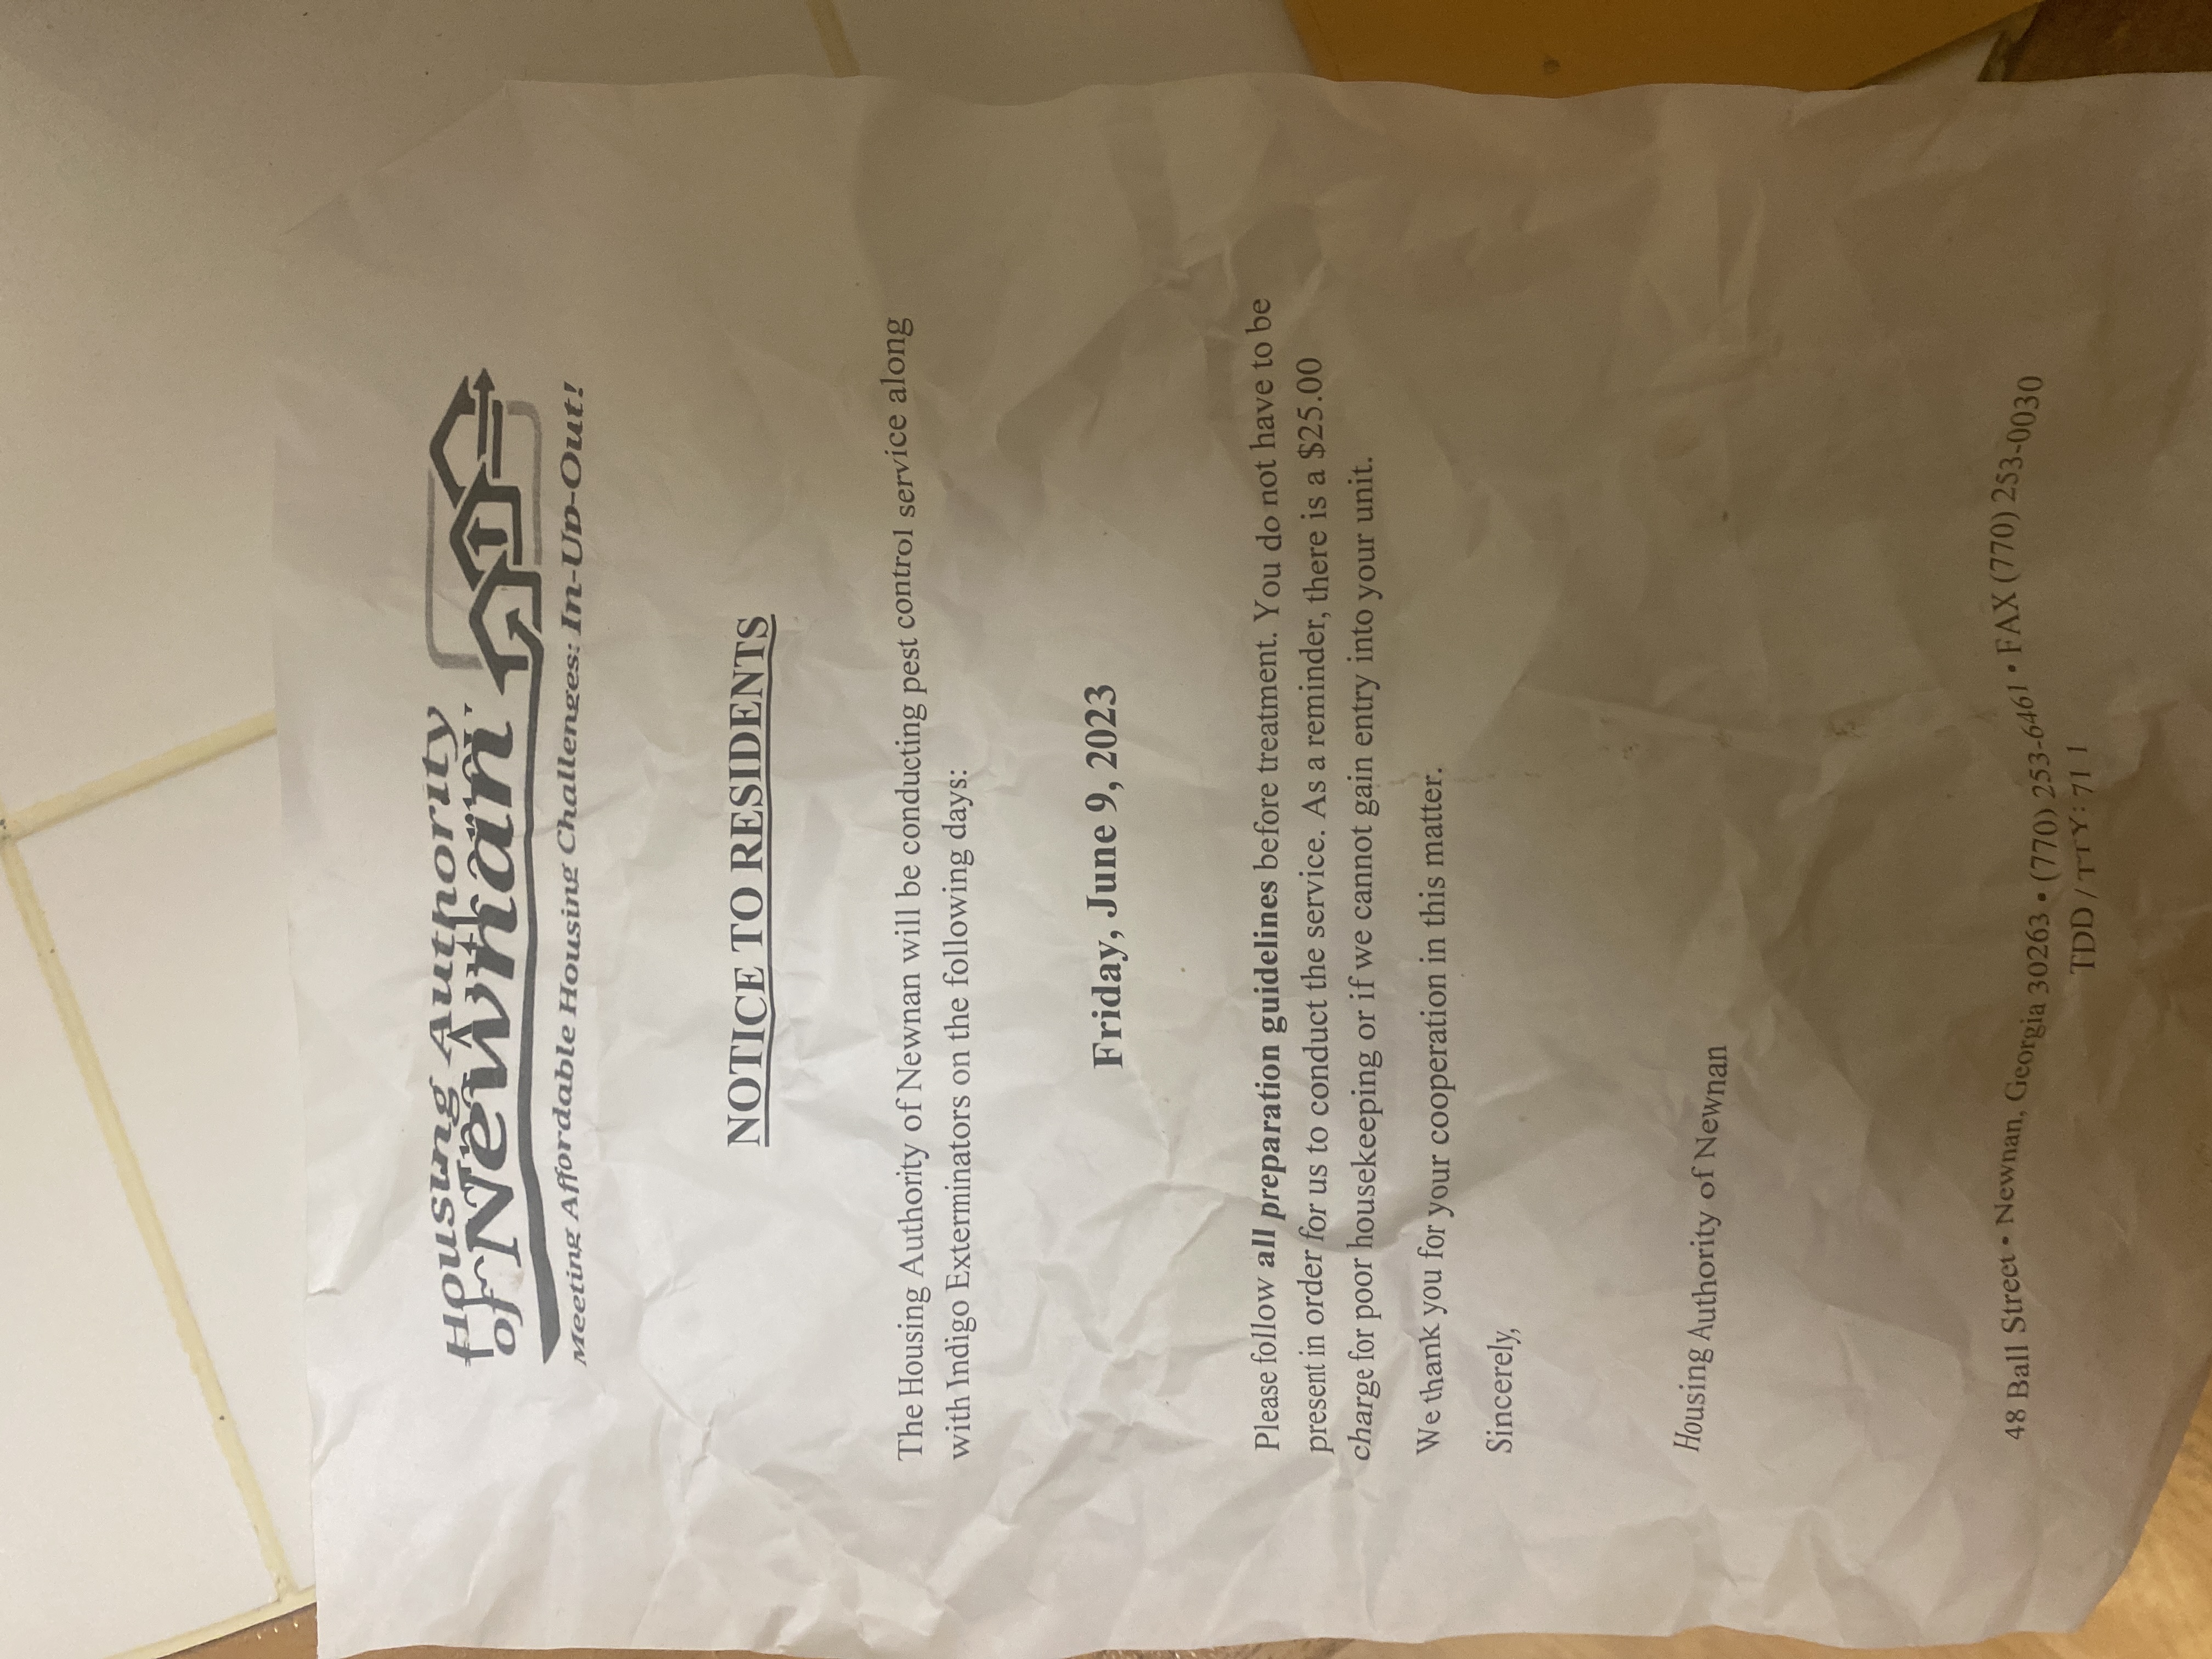 Housing Authority
of Newnan
Meeting Affordable Housing Challenges: In-Up-Out!
NOTICE TO RESIDENTS
The Housing Authority of Newnan will be conducting pest control service along
with Indigo Exterminators on the following days:
Friday, June 9, 2023
Please follow all preparation guidelines before treatment. You do not have to be
present in order for us to conduct the service. As a reminder, there is a $25.00
charge for poor housekeeping or if we cannot gain entry into your unit.
We thank you for your cooperation in this matter.
Sincerely,
Housing Authority of Newnan
48 Ball Street • Newnan, Georgia 30263 • (770) 253-6461 • FAX (770) 253-0030
TDD / TTY: 711